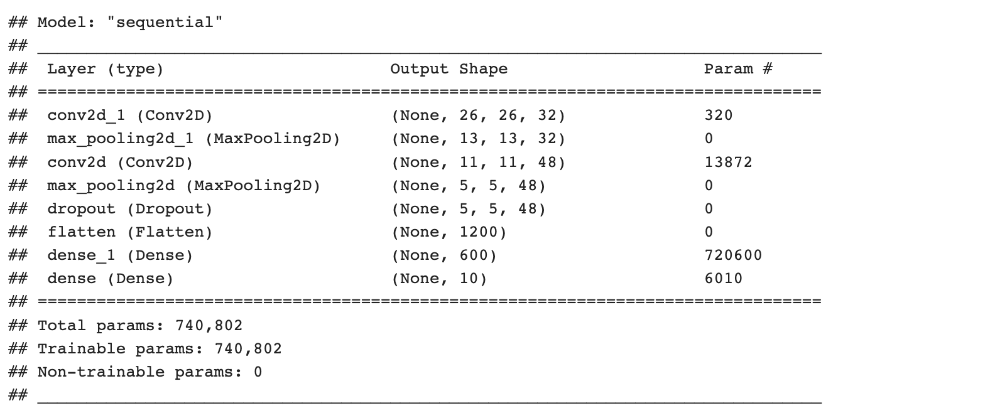 ## Model: "sequential"
## ________________________________________________________________________________
##  Layer (type)                       Output Shape                    Param #
## ================================================================================
##  conv2d_1 (Conv2D)                  (None, 26, 26, 32)              320
##  max_pooling2d_1 (MaxPooling2D)     (None, 13, 13, 32)              0
##  conv2d (Conv2D)                    (None, 11, 11, 48)              13872
##  max_pooling2d (MaxPooling2D)       (None, 5, 5, 48)                0
##  dropout (Dropout)                  (None, 5, 5, 48)                0
##  flatten (Flatten)                  (None, 1200)                    0
##  dense_1 (Dense)                    (None, 600)                     720600
##  dense (Dense)                      (None, 10)                      6010
## ================================================================================
## Total params: 740,802
## Trainable params: 740,802
## Non-trainable params: 0
## ________________________________________________________________________________